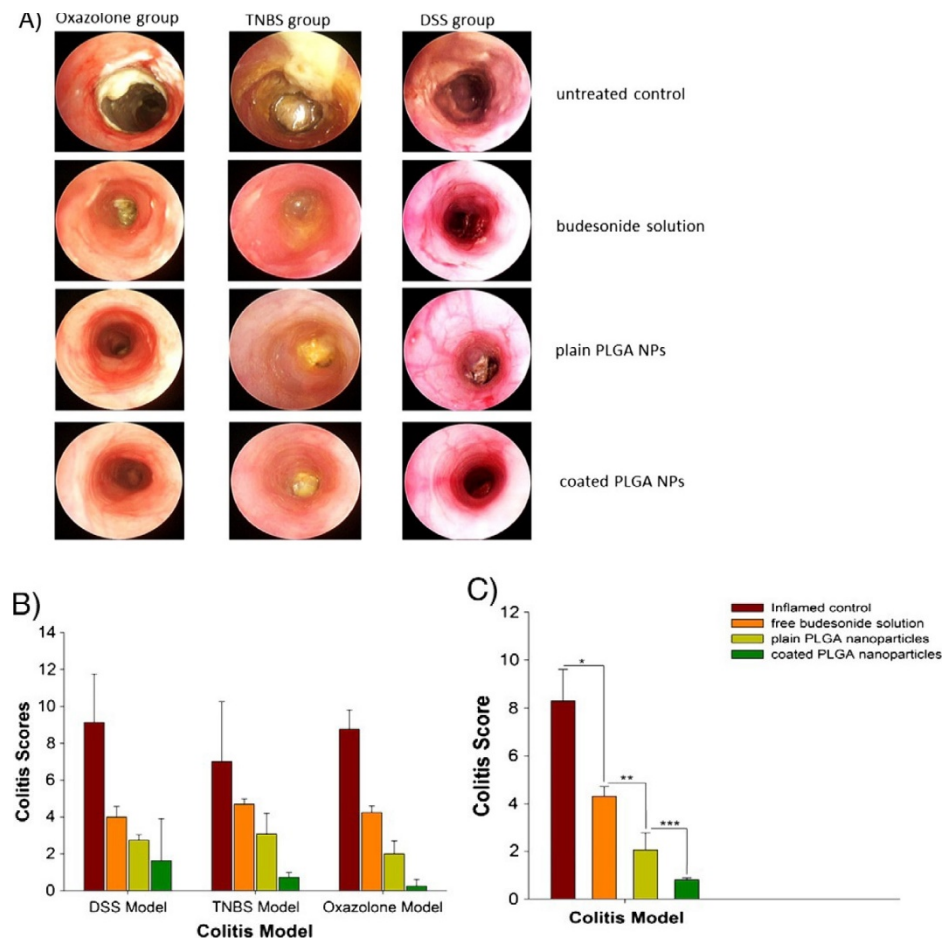 A)
Oxazolone group TNBS group DSS group
untreated control
budesonide solution
plain PLGA NPs
coated PLGA NPs
B)
14
12
10
8
6
4
2
0
Colitis Scores
DSS Model TNBS Model Oxazolone Model
Colitis Model
C)
12
10
8
6
4
2
0
Colitis Score
*
**
***
Colitis Model
Inflamed control
free budesonide solution
plain PLGA nanoparticles
coated PLGA nanoparticles